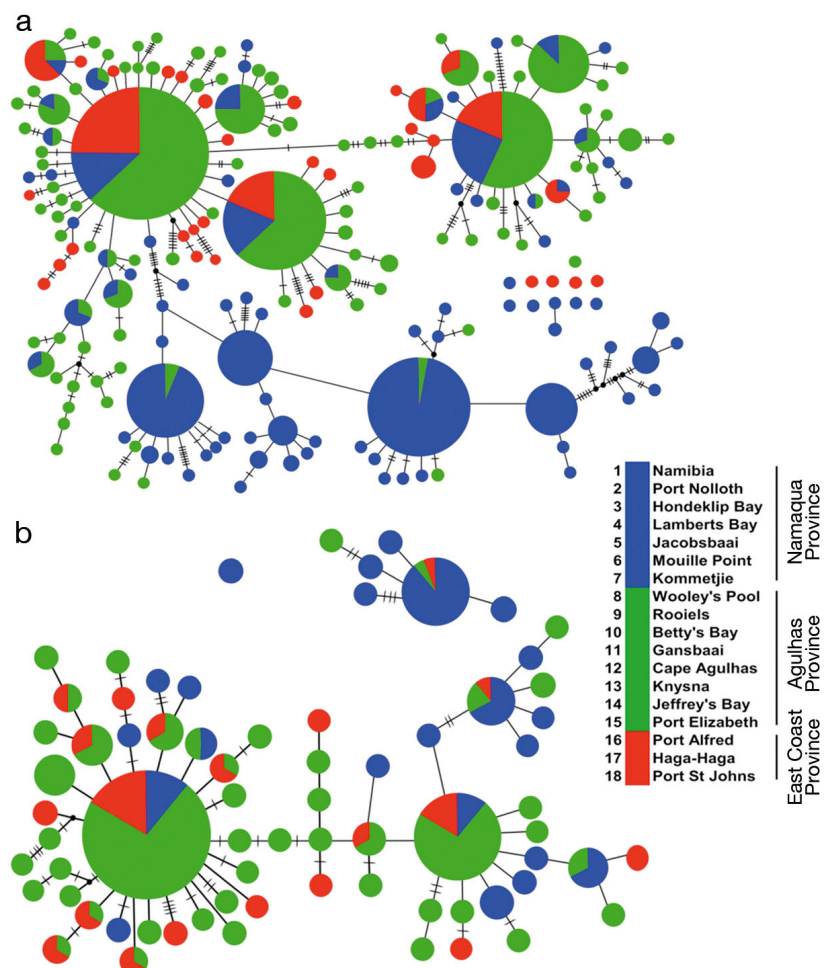 a
b
1 Namibia
2 Port Nolloth
3 Hondeklip Bay
4 Lamberts Bay
5 Jacobsbaai
6 Mouille Point
7 Kommetjie
Namaqua
Province
8 Wooley's Pool
9 Rooiels
10 Betty's Bay
11 Gansbaai
12 Cape Agulhas
13 Knysna
14 Jeffrey's Bay
15 Port Elizabeth
Agulhas
Province
16 Port Alfred
17 Haga-Haga
18 Port St Johns
East Coast
Province